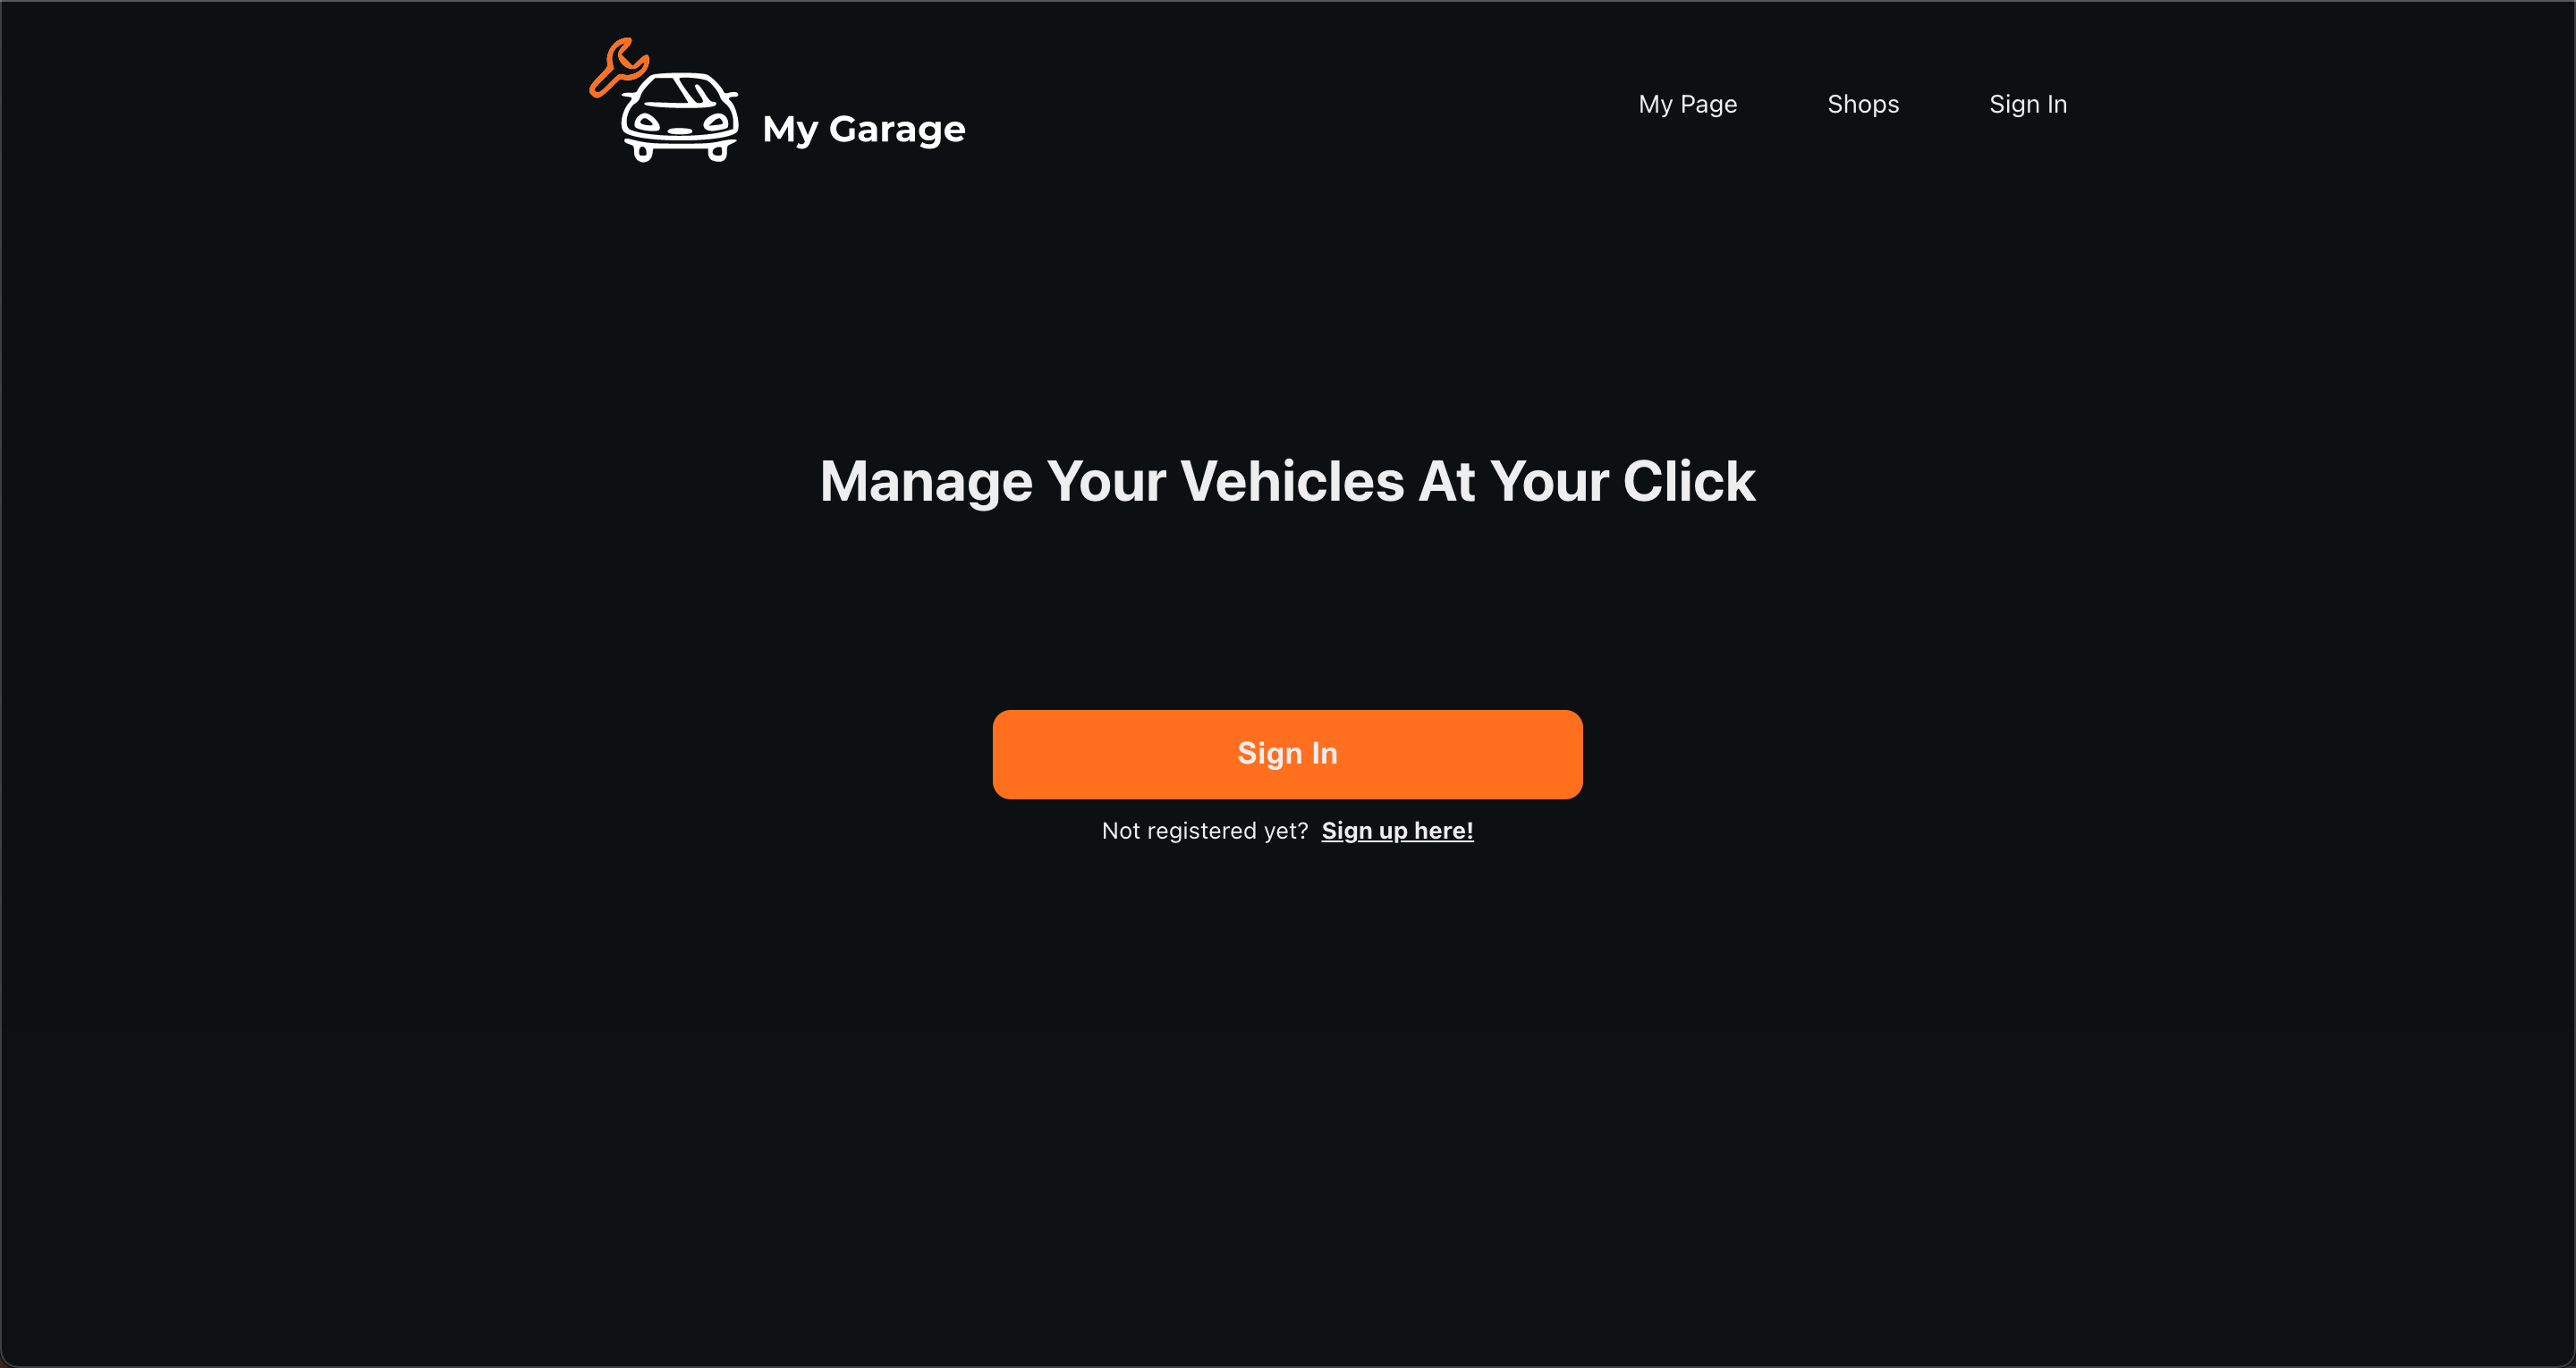 My Garage
My Page
Shops
Sign In
Manage Your Vehicles At Your Click
Sign In
Not registered yet? Sign up here!